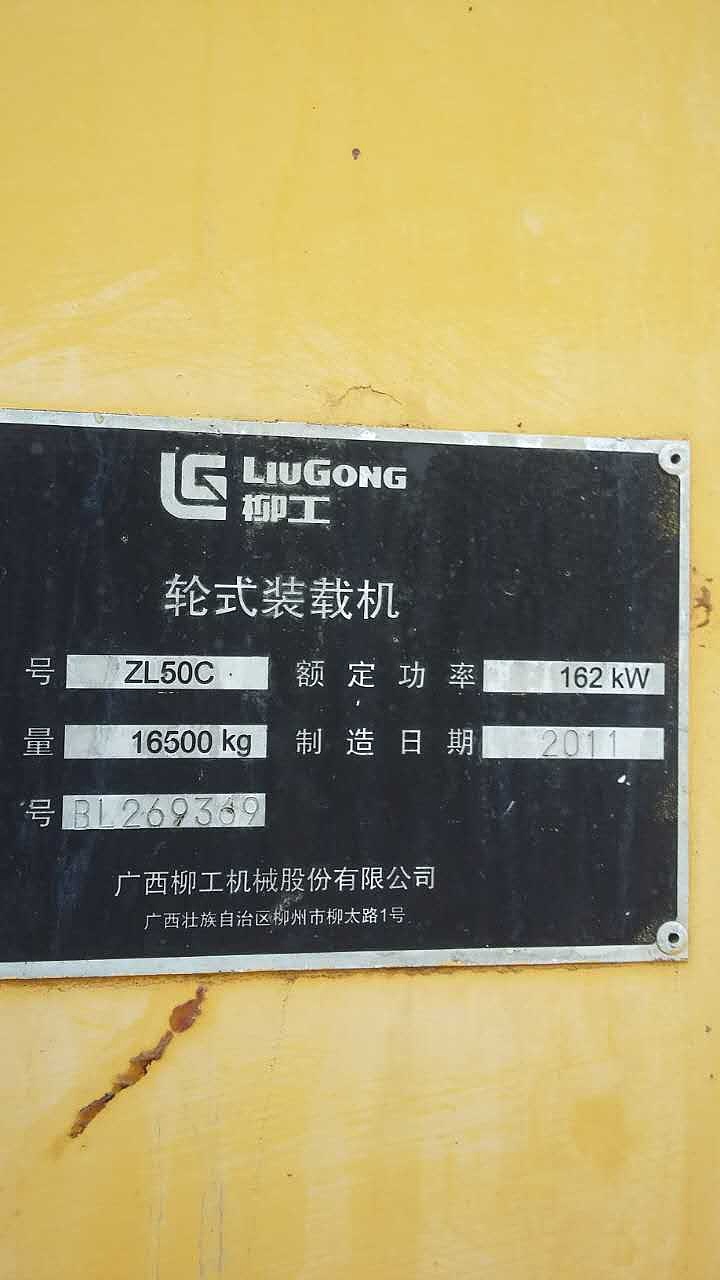 LIUGONG
柳工
轮式装载机
号 ZL50C 额定功率 162 kW
量 16500 kg 制造日期 2011
号 BL269369
广西柳工机械股份有限公司
广西壮族自治区柳州市柳太路1号